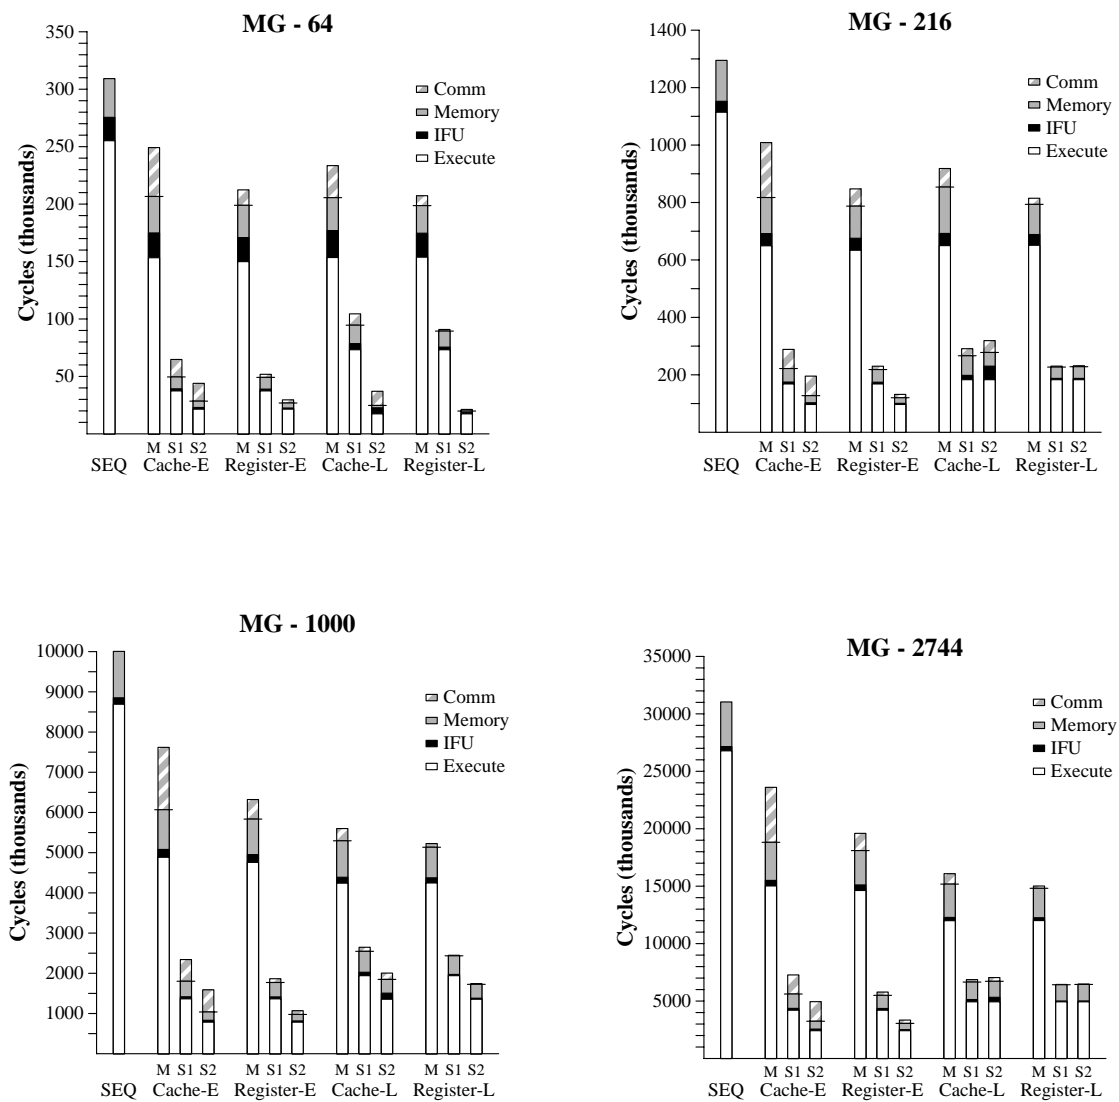 MG - 64
350
300
250
200
150
100
50
Cycles (thousands)
Comm
Memory
IFU
Execute
M S1 S2 M S1 S2 M S1 S2 M S1 S2
SEQ Cache-E Register-E Cache-L Register-L
MG - 216
1400
1200
1000
800
600
400
200
Cycles (thousands)
Comm
Memory
IFU
Execute
M S1 S2 M S1 S2 M S1 S2 M S1 S2
SEQ Cache-E Register-E Cache-L Register-L
MG - 1000
10000
9000
8000
7000
6000
5000
4000
3000
2000
1000
Cycles (thousands)
Comm
Memory
IFU
Execute
M S1 S2 M S1 S2 M S1 S2 M S1 S2
SEQ Cache-E Register-E Cache-L Register-L
MG - 2744
35000
30000
25000
20000
15000
10000
5000
Cycles (thousands)
Comm
Memory
IFU
Execute
M S1 S2 M S1 S2 M S1 S2 M S1 S2
SEQ Cache-E Register-E Cache-L Register-L